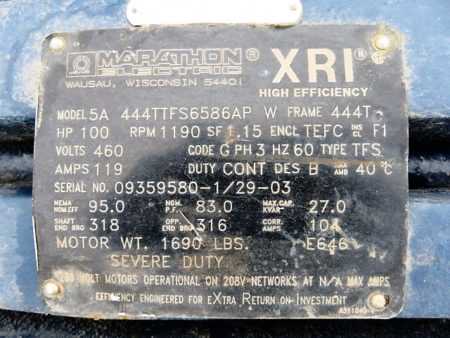 MARATHON® XRI®
ELECTRIC
WAUSAU, WISCONSIN 54401
HIGH EFFICIENCY
MODEL 5A 444TTFS6586AP W FRAME 444T
HP 100 RPM 1190 SF 1.15 ENCL TEFC INS CL F1
VOLTS 460 CODE G PH 3 HZ 60 TYPE TFS
AMPS 119 DUTY CONT DES B MAX AMB 40°C
SERIAL NO. 09359580-1/29-03
NEMA NOM.EFF 95.0 NOM. P.F. 83.0 MAX.CAP. KVAR 27.0
SHAFT END BRG 318 OPP. END BRG 316 CORR. AMPS 104
MOTOR WT. 1690 LBS. E646
SEVERE DUTY
VOLT MOTORS OPERATIONAL ON 208V NETWORKS AT N/A MAX AMPS
EFFICIENCY ENGINEERED FOR EXTRA RETURN ON INVESTMENT